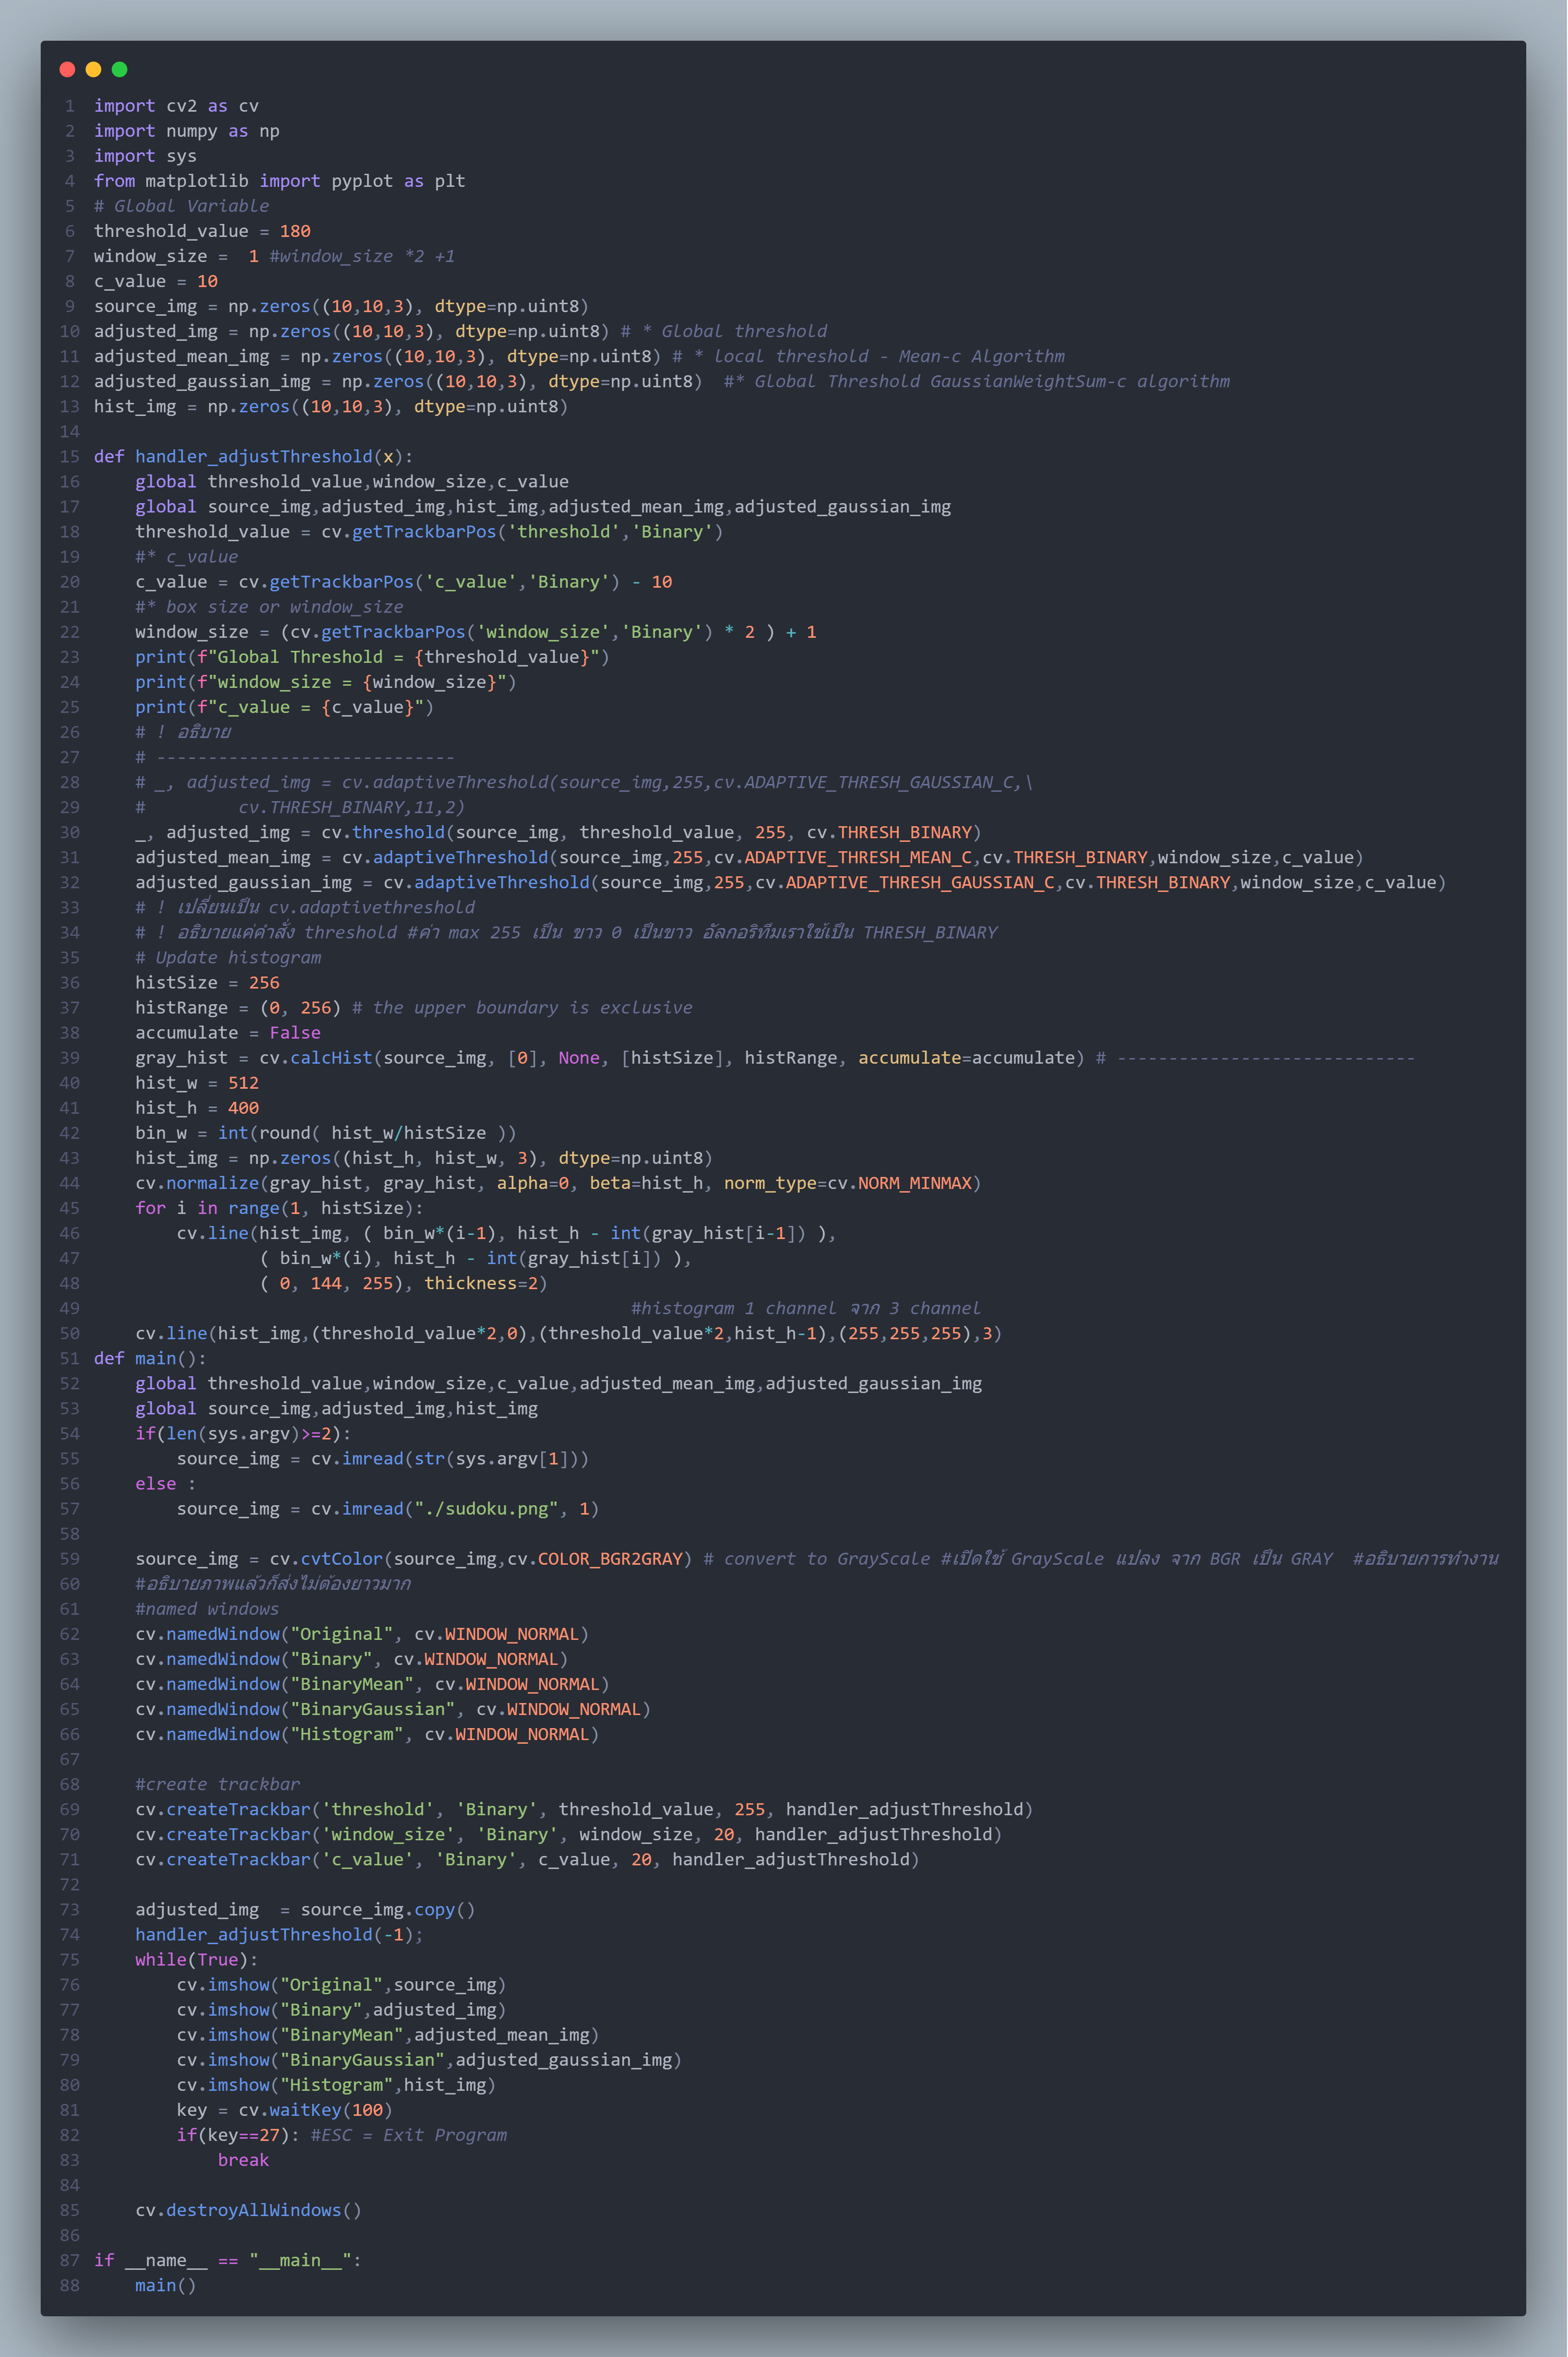 1 import cv2 as cv
2 import numpy as np
3 import sys
4 from matplotlib import pyplot as plt
5 # Global Variable
6 threshold_value = 180
7 window_size =  1 #window_size *2 +1
8 c_value = 10
9 source_img = np.zeros((10,10,3), dtype=np.uint8)
10 adjusted_img = np.zeros((10,10,3), dtype=np.uint8) # * Global threshold
11 adjusted_mean_img = np.zeros((10,10,3), dtype=np.uint8) # * local threshold - Mean-c Algorithm
12 adjusted_gaussian_img = np.zeros((10,10,3), dtype=np.uint8)  #* Global Threshold GaussianWeightSum-c algorithm
13 hist_img = np.zeros((10,10,3), dtype=np.uint8)
14
15 def handler_adjustThreshold(x):
16     global threshold_value,window_size,c_value
17     global source_img,adjusted_img,hist_img,adjusted_mean_img,adjusted_gaussian_img
18     threshold_value = cv.getTrackbarPos('threshold','Binary')
19     #* c_value
20     c_value = cv.getTrackbarPos('c_value','Binary') - 10
21     #* box size or window_size
22     window_size = (cv.getTrackbarPos('window_size','Binary') * 2 ) + 1
23     print(f"Global Threshold = {threshold_value}")
24     print(f"window_size = {window_size}")
25     print(f"c_value = {c_value}")
26     # ! อธิบาย
27     # -----------------------------
28     # _, adjusted_img = cv.adaptiveThreshold(source_img,255,cv.ADAPTIVE_THRESH_GAUSSIAN_C,\
29     #         cv.THRESH_BINARY,11,2)
30     _, adjusted_img = cv.threshold(source_img, threshold_value, 255, cv.THRESH_BINARY)
31     adjusted_mean_img = cv.adaptiveThreshold(source_img,255,cv.ADAPTIVE_THRESH_MEAN_C,cv.THRESH_BINARY,window_size,c_value)
32     adjusted_gaussian_img = cv.adaptiveThreshold(source_img,255,cv.ADAPTIVE_THRESH_GAUSSIAN_C,cv.THRESH_BINARY,window_size,c_value)
33     # ! เปลี่ยนเป็น cv.adaptivethreshold
34     # ! อธิบายแค่คำสั่ง threshold #ค่า max 255 เป็น ขาว 0 เป็นขาว อัลกอริทึมเราใช้เป็น THRESH_BINARY
35     # Update histogram
36     histSize = 256
37     histRange = (0, 256) # the upper boundary is exclusive
38     accumulate = False
39     gray_hist = cv.calcHist(source_img, [0], None, [histSize], histRange, accumulate=accumulate) # -----------------------------
40     hist_w = 512
41     hist_h = 400
42     bin_w = int(round( hist_w/histSize ))
43     hist_img = np.zeros((hist_h, hist_w, 3), dtype=np.uint8)
44     cv.normalize(gray_hist, gray_hist, alpha=0, beta=hist_h, norm_type=cv.NORM_MINMAX)
45     for i in range(1, histSize):
46         cv.line(hist_img, ( bin_w*(i-1), hist_h - int(gray_hist[i-1]) ),
47                 ( bin_w*(i), hist_h - int(gray_hist[i]) ),
48                 ( 0, 144, 255), thickness=2)
49                                                     #histogram 1 channel จาก 3 channel
50     cv.line(hist_img,(threshold_value*2,0),(threshold_value*2,hist_h-1),(255,255,255),3)
51 def main():
52     global threshold_value,window_size,c_value,adjusted_mean_img,adjusted_gaussian_img
53     global source_img,adjusted_img,hist_img
54     if(len(sys.argv)>=2):
55         source_img = cv.imread(str(sys.argv[1]))
56     else :
57         source_img = cv.imread("./sudoku.png", 1)
58
59     source_img = cv.cvtColor(source_img,cv.COLOR_BGR2GRAY) # convert to GrayScale #เปิดใช้ GrayScale แปลง จาก BGR เป็น GRAY  #อธิบายการทำงาน
60     #อธิบายภาพแล้วก็ส่งไม่ต้องยาวมาก
61     #named windows
62     cv.namedWindow("Original", cv.WINDOW_NORMAL)
63     cv.namedWindow("Binary", cv.WINDOW_NORMAL)
64     cv.namedWindow("BinaryMean", cv.WINDOW_NORMAL)
65     cv.namedWindow("BinaryGaussian", cv.WINDOW_NORMAL)
66     cv.namedWindow("Histogram", cv.WINDOW_NORMAL)
67
68     #create trackbar
69     cv.createTrackbar('threshold', 'Binary', threshold_value, 255, handler_adjustThreshold)
70     cv.createTrackbar('window_size', 'Binary', window_size, 20, handler_adjustThreshold)
71     cv.createTrackbar('c_value', 'Binary', c_value, 20, handler_adjustThreshold)
72
73     adjusted_img  = source_img.copy()
74     handler_adjustThreshold(-1);
75     while(True):
76         cv.imshow("Original",source_img)
77         cv.imshow("Binary",adjusted_img)
78         cv.imshow("BinaryMean",adjusted_mean_img)
79         cv.imshow("BinaryGaussian",adjusted_gaussian_img)
80         cv.imshow("Histogram",hist_img)
81         key = cv.waitKey(100)
82         if(key==27): #ESC = Exit Program
83             break
84
85     cv.destroyAllWindows()
86
87 if __name__ == "__main__":
88     main()